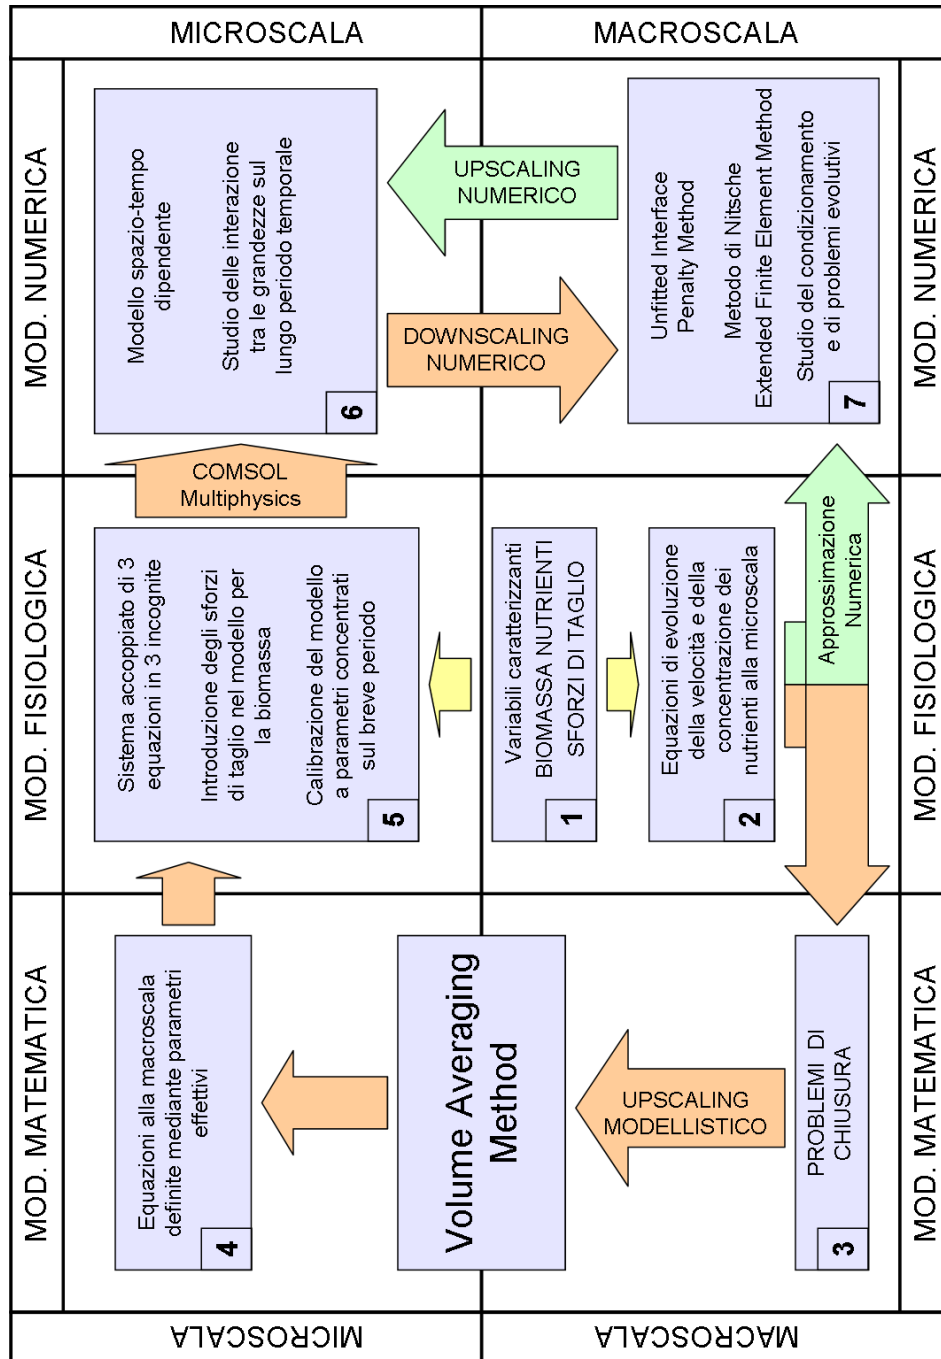 MOD. MATEMATICA
MOD. FISIOLOGICA
MOD. NUMERICA
MICROSCALA
MICROSCALA
4
Equazioni alla macroscala
definite mediante parametri
effettivi
5
Sistema accoppiato di 3
equazioni in 3 incognite
Introduzione degli sforzi
di taglio nel modello per
la biomassa
Calibrazione del modello
a parametri concentrati
sul breve periodo
COMSOL
Multiphysics
6
Modello spazio-tempo
dipendente
Studio delle interazione
tra le grandezze sul
lungo periodo temporale
Volume Averaging
Method
UPSCALING
MODELLISTICO
3
PROBLEMI DI
CHIUSURA
1
Variabili caratterizzanti
BIOMASSA NUTRIENTI
SFORZI DI TAGLIO
2
Equazioni di evoluzione
della velocità e della
concentrazione dei
nutrienti alla microscala
Approssimazione
Numerica
DOWNSCALING
NUMERICO
UPSCALING
NUMERICO
7
Unfitted Interface
Penalty Method
Metodo di Nitsche
Extended Finite Element Method
Studio del condizionamento
e di problemi evolutivi
MACROSCALA
MACROSCALA
MOD. MATEMATICA
MOD. FISIOLOGICA
MOD. NUMERICA